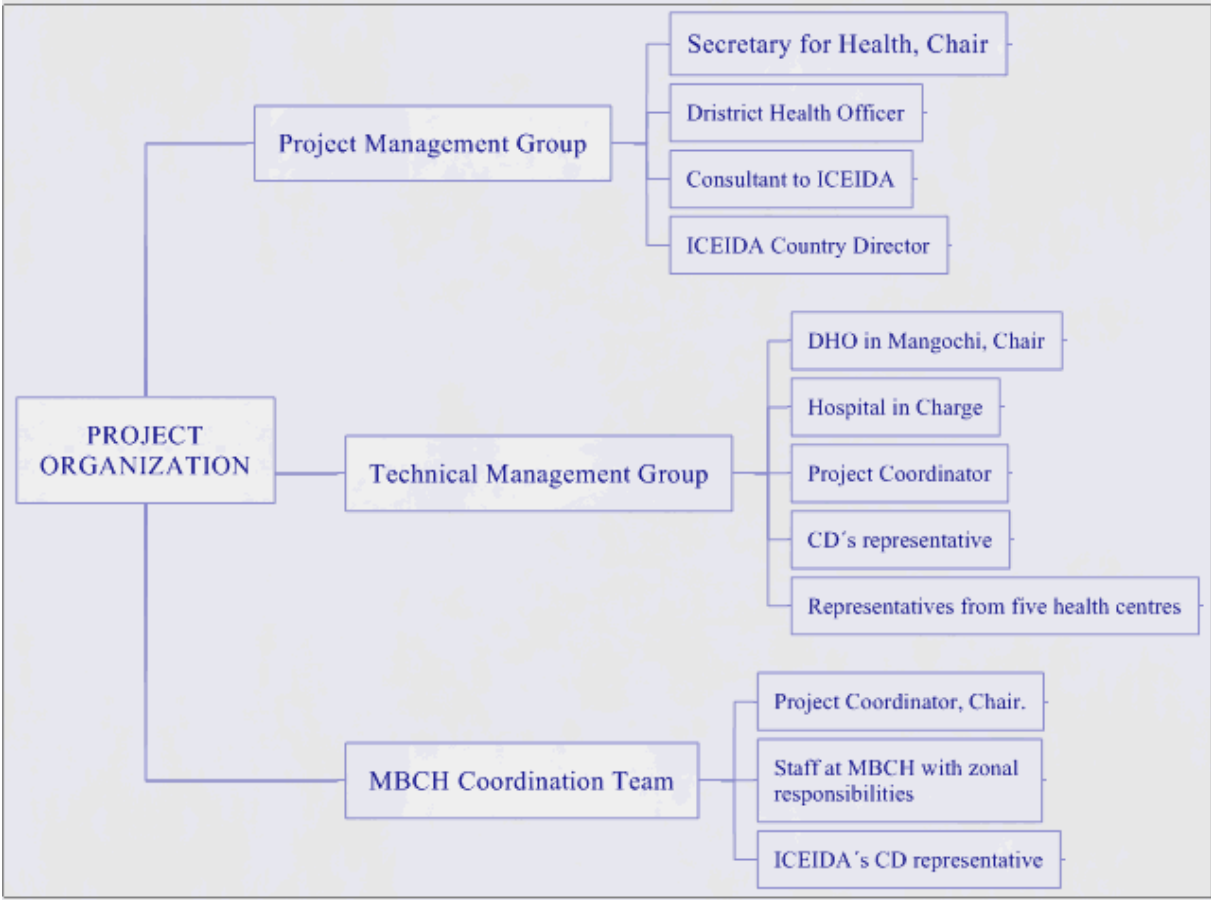 PROJECT
ORGANIZATION
Project Management Group
Secretary for Health, Chair
Dristrict Health Officer
Consultant to ICEIDA
ICEIDA Country Director
Technical Management Group
DHO in Mangochi, Chair
Hospital in Charge
Project Coordinator
CD´s representative
Representatives from five health centres
MBCH Coordination Team
Project Coordinator, Chair.
Staff at MBCH with zonal
responsibilities
ICEIDA´s CD representative